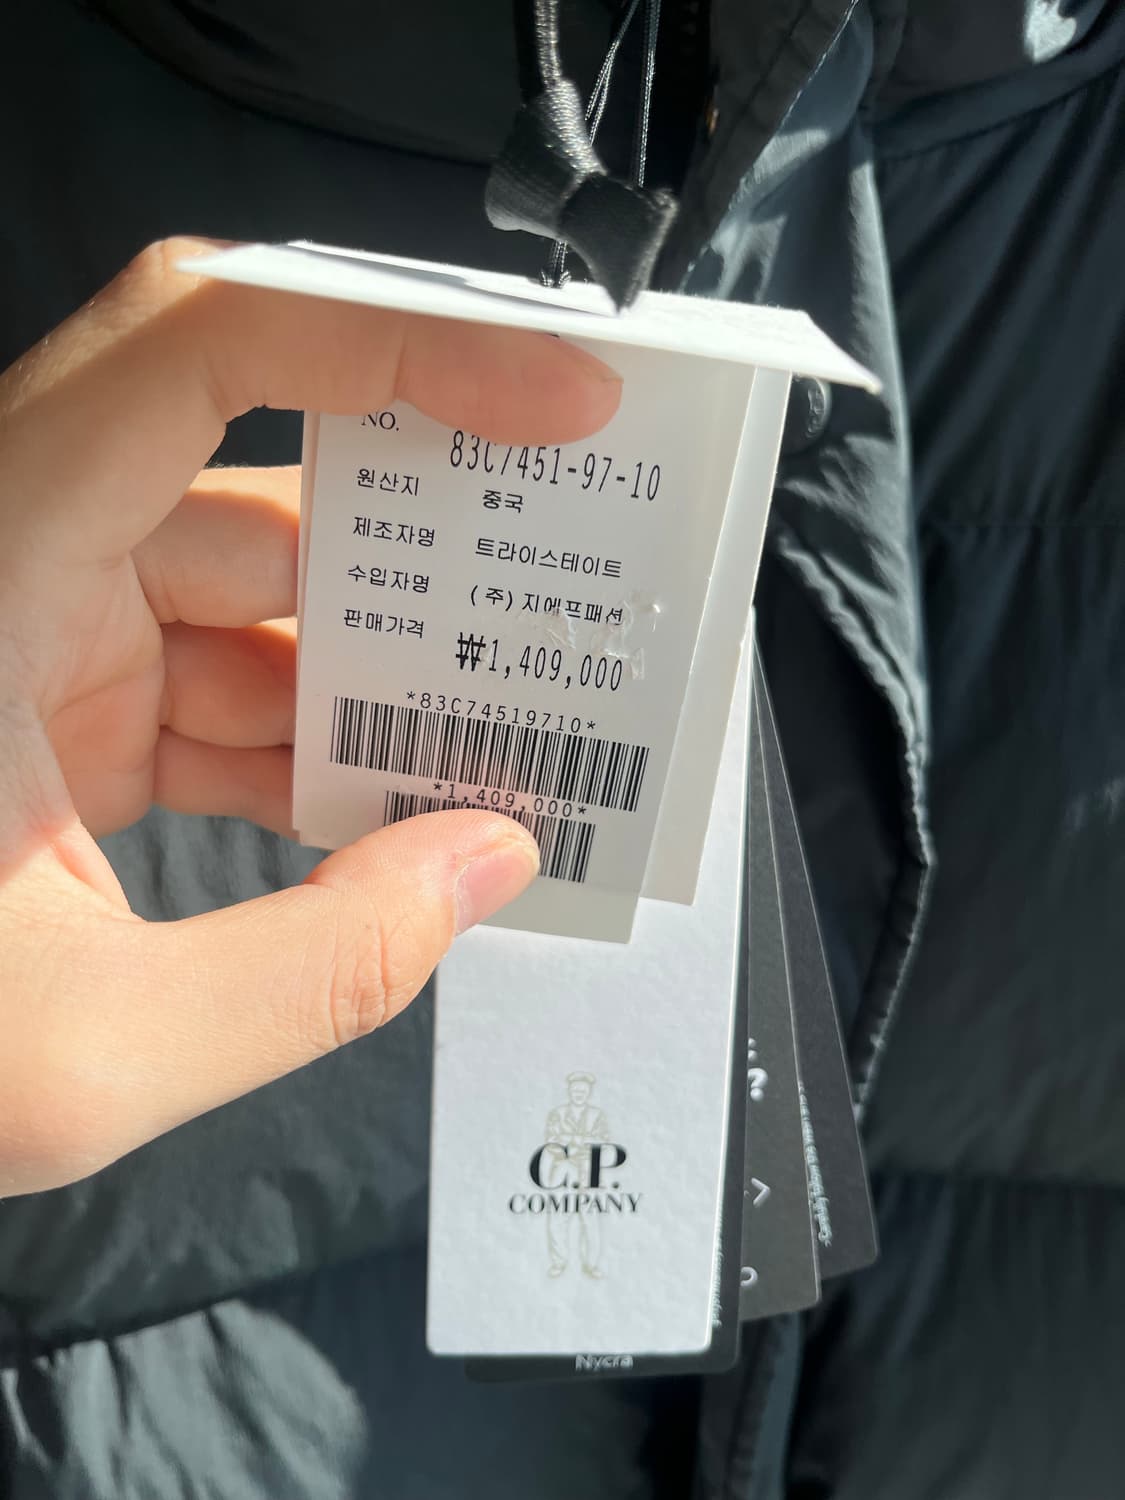 NO. 83C7451-97-10
원산지 중국
제조자명 트라이스테이트
수입자명 (주)지에프패션
판매가격 ₩1,409,000
*83C74519710*
*1,409,000*
C.P.
COMPANY
Nycra